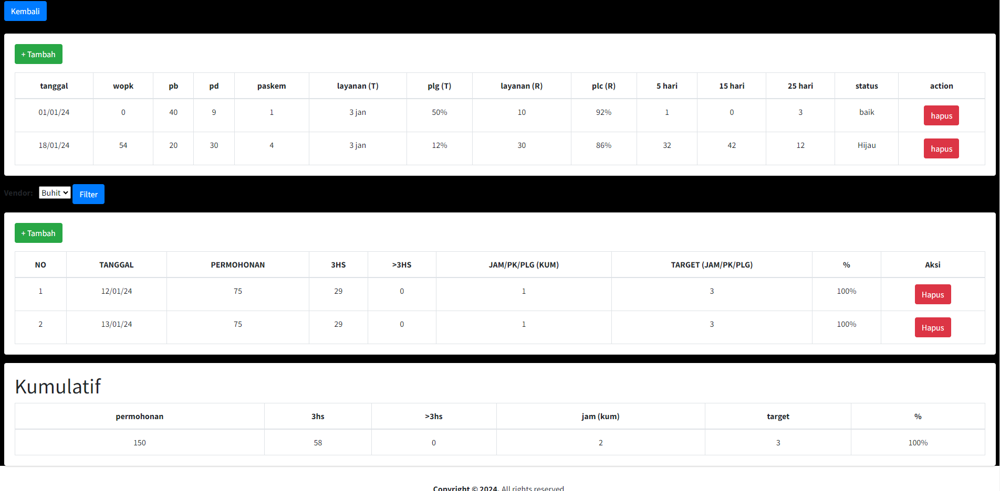 Kembali
+ Tambah
tanggal wopk pb pd paskem layanan (T) plg (T) layanan (R) plc (R) 5 hari 15 hari 25 hari status action
01/01/24 0 40 9 1 3 jan 50% 10 92% 1 0 3 baik hapus
18/01/24 54 20 30 4 3 jan 12% 30 86% 32 42 12 Hijau hapus
Vendor: Buhit Filter
+ Tambah
NO TANGGAL PERMOHONAN 3HS >3HS JAM/PK/PLG (KUM) TARGET (JAM/PK/PLG) % Aksi
1 12/01/24 75 29 0 1 3 100% Hapus
2 13/01/24 75 29 0 1 3 100% Hapus
Kumulatif
permohonan 3hs >3hs jam (kum) target %
150 58 0 2 3 100%
Copyright © 2024. All rights reserved